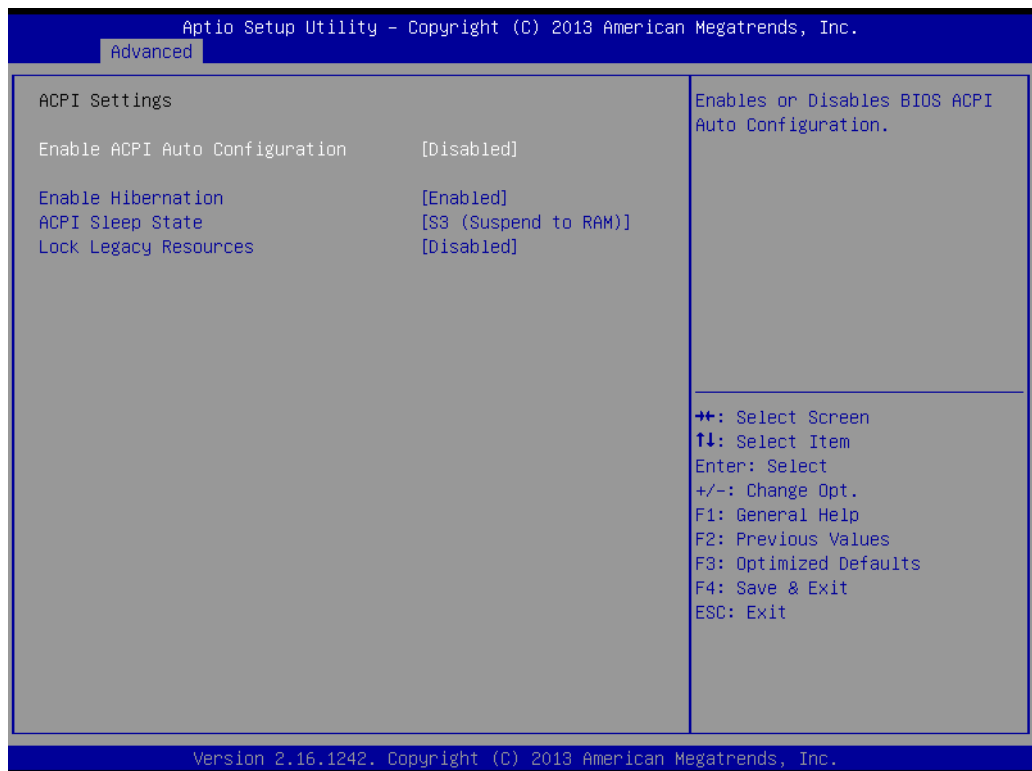 Aptio Setup Utility – Copyright (C) 2013 American Megatrends, Inc.
Advanced
ACPI Settings
Enable ACPI Auto Configuration [Disabled]
Enable Hibernation [Enabled]
ACPI Sleep State [S3 (Suspend to RAM)]
Lock Legacy Resources [Disabled]
Enables or Disables BIOS ACPI
Auto Configuration.
→←: Select Screen
↑↓: Select Item
Enter: Select
+/-: Change Opt.
F1: General Help
F2: Previous Values
F3: Optimized Defaults
F4: Save & Exit
ESC: Exit
Version 2.16.1242. Copyright (C) 2013 American Megatrends, Inc.